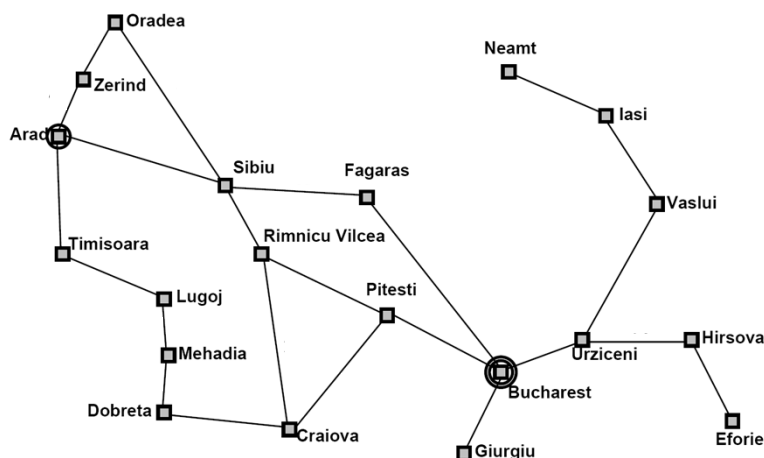 Oradea
Neamt
Zerind
Iasi
Arad
Sibiu
Fagaras
Vaslui
Timisoara
Rimnicu Vilcea
Lugoj
Pitesti
Mehadia
Urziceni
Hirsova
Bucharest
Dobreta
Craiova
Eforie
Giurgiu